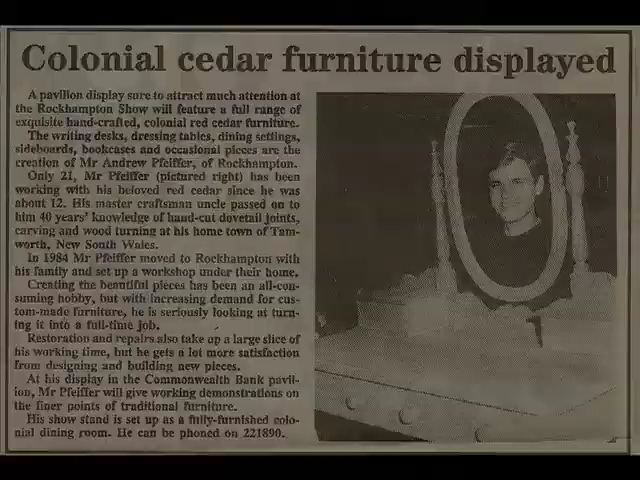 Colonial cedar furniture displayed
A pavilion display sure to attract much attention at
the Rockhampton Show will feature a full range of
exquisite hand-crafted, colonial red cedar furniture.
The writing desks, dressing tables, dining settings,
sideboards, bookcases and occasional pieces are the
creation of Mr Andrew Pfeiffer, of Rockhampton.
Only 21, Mr Pfeiffer (pictured right) has been
working with his beloved red cedar since he was
about 12. His master craftsman uncle passed on to
him 40 years' knowledge of hand-cut dovetail joints,
carving and wood turning at his home town of Tam-
worth, New South Wales.
In 1984 Mr Pfeiffer moved to Rockhampton with
his family and set up a workshop under their home.
Creating the beautiful pieces has been an all-con-
suming hobby, but with increasing demand for cus-
tom-made furniture, he is seriously looking at turn-
ing it into a full-time job.
Restoration and repairs also take up a large slice of
his working time, but he gets a lot more satisfaction
from designing and building new pieces.
At his display in the Commonwealth Bank pavil-
ion, Mr Pfeiffer will give working demonstrations on
the finer points of traditional furniture.
His show stand is set up as a fully-furnished colo-
nial dining room. He can be phoned on 221890.